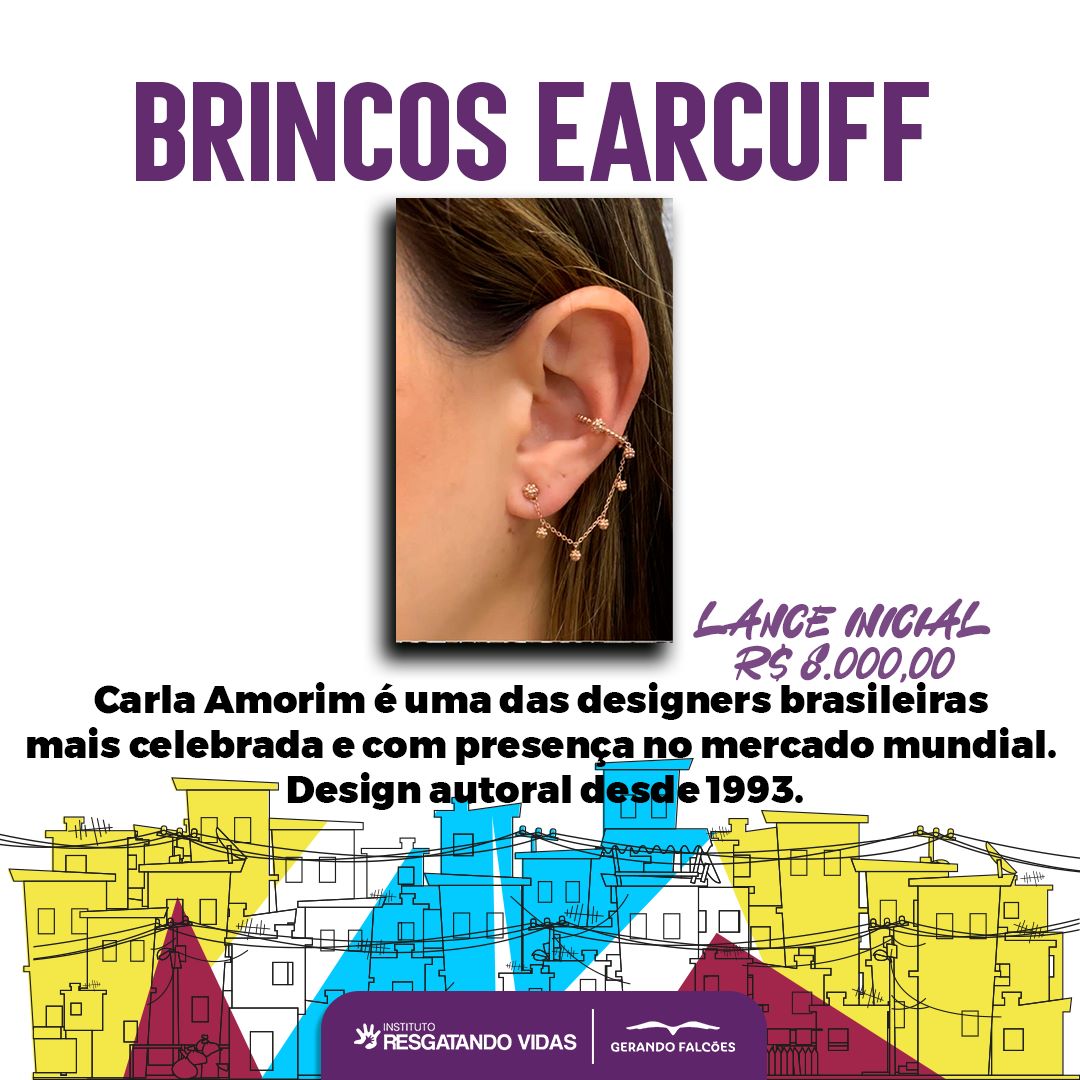 BRINCOS EARCUFF
LANCE INICIAL
R$ 8.000,00
Carla Amorim é uma das designers brasileiras
mais celebrada e com presença no mercado mundial.
Design autoral desde 1993.
INSTITUTO
RESGATANDO VIDAS
GERANDO FALCÕES